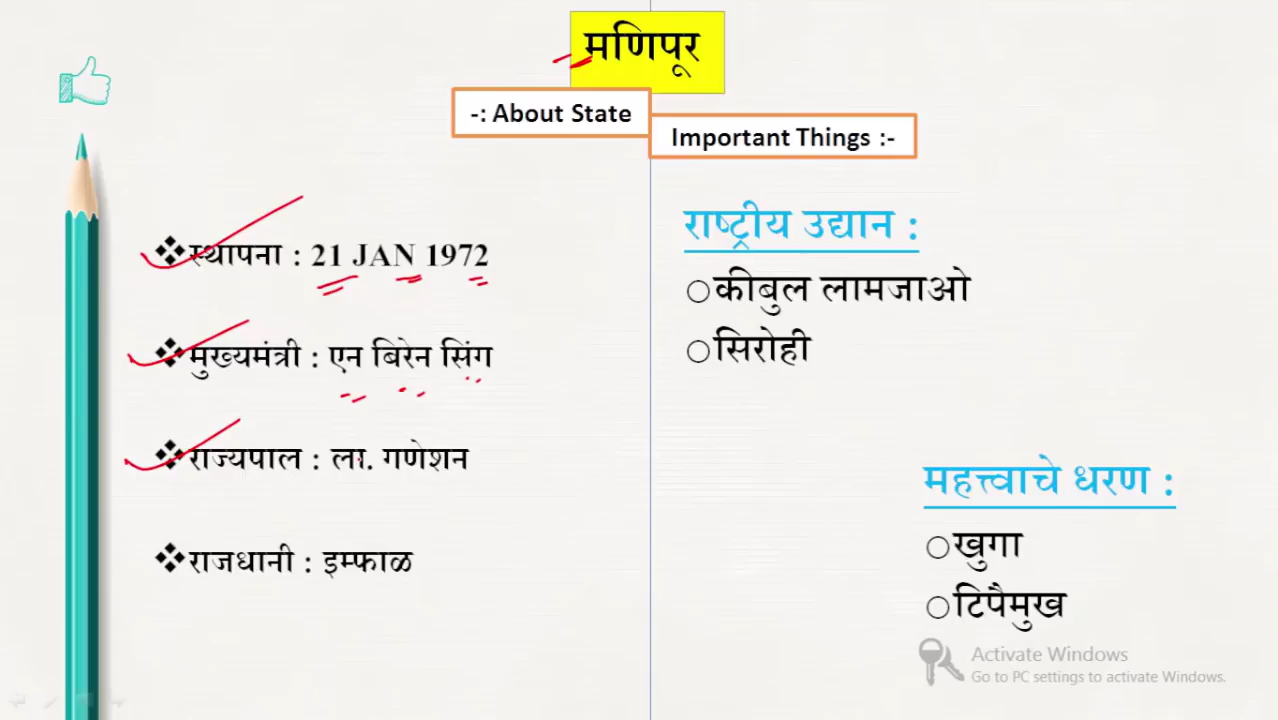 मणिपूर
-: About State
Important Things :-
❖स्थापना : 21 JAN 1972
❖मुख्यमंत्री : एन बिरेन सिंग
❖राज्यपाल : ला. गणेशन
❖राजधानी : इम्फाळ
राष्ट्रीय उद्यान :
○कीबुल लामजाओ
○सिरोही
महत्त्वाचे धरण :
○खुगा
○टिपैमुख
Activate Windows
Go to PC settings to activate Windows.